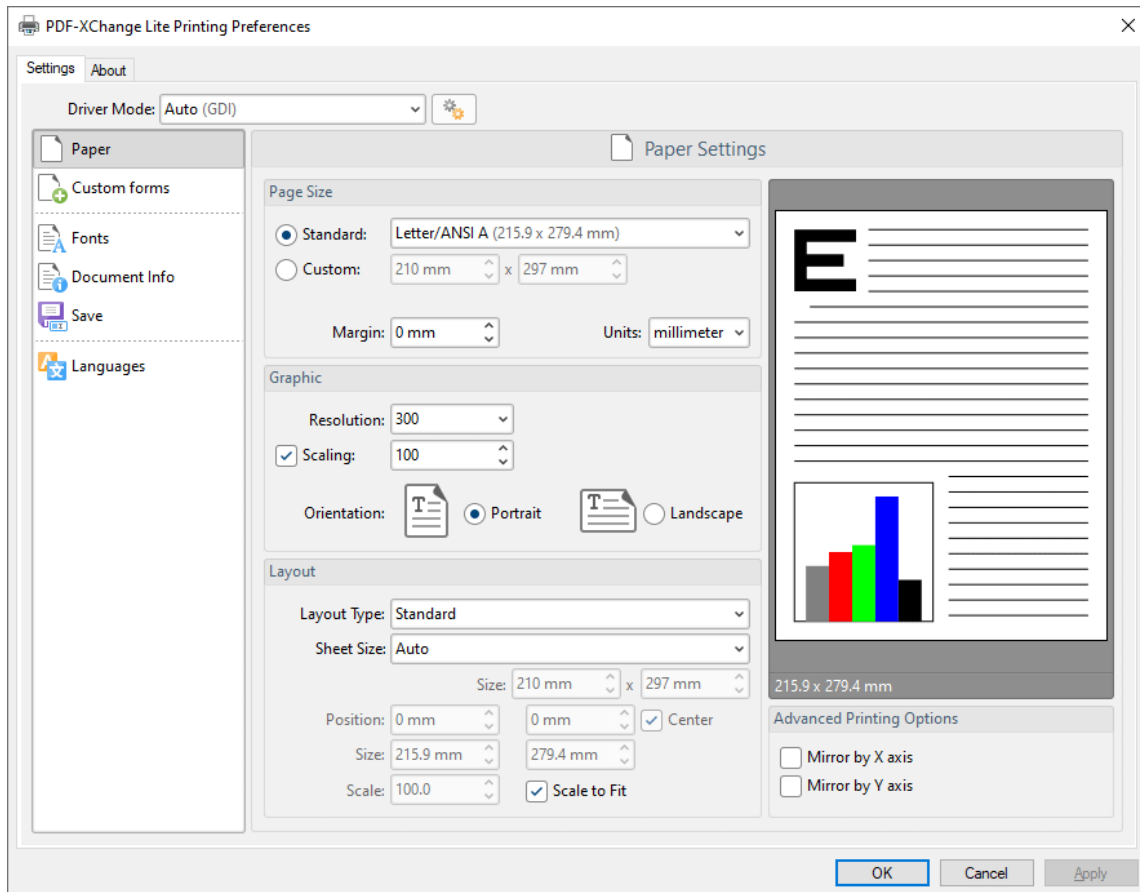 PDF-XChange Lite Printing Preferences
Settings About
Driver Mode: Auto (GDI)
Paper
Custom forms
Fonts
Document Info
Save
Languages
Paper Settings
Page Size
Standard: Letter/ANSI A (215.9 x 279.4 mm)
Custom: 210 mm x 297 mm
Margin: 0 mm Units: millimeter
Graphic
Resolution: 300
Scaling: 100
Orientation: T Portrait T Landscape
Layout
Layout Type: Standard
Sheet Size: Auto
Size: 210 mm x 297 mm
Position: 0 mm 0 mm Center
Size: 215.9 mm 279.4 mm
Scale: 100.0 Scale to Fit
E
215.9 x 279.4 mm
Advanced Printing Options
Mirror by X axis
Mirror by Y axis
OK Cancel Apply